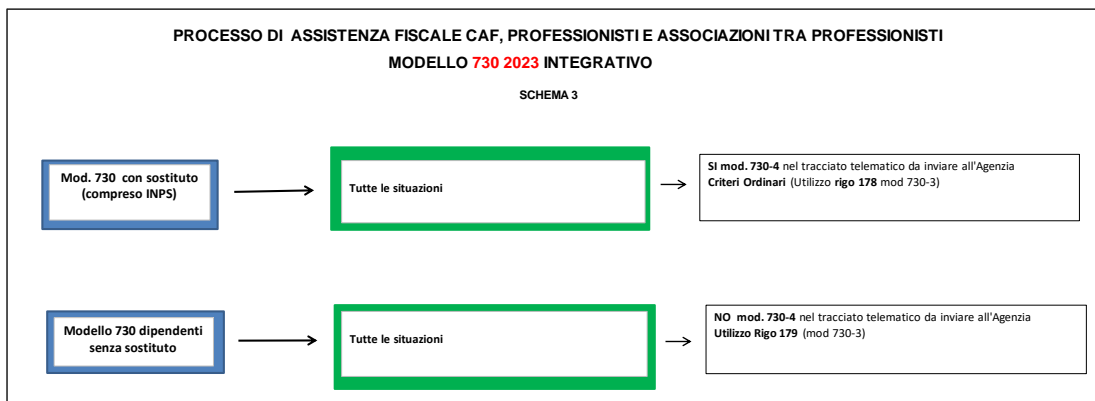 PROCESSO DI ASSISTENZA FISCALE CAF, PROFESSIONISTI E ASSOCIAZIONI TRA PROFESSIONISTI
MODELLO 730 2023 INTEGRATIVO
SCHEMA 3
Mod. 730 con sostituto
(compreso INPS)
Tutte le situazioni
SI mod. 730-4 nel tracciato telematico da inviare all'Agenzia
Criteri Ordinari (Utilizzo rigo 178 mod 730-3)
Modello 730 dipendenti
senza sostituto
Tutte le situazioni
NO mod. 730-4 nel tracciato telematico da inviare all'Agenzia
Utilizzo Rigo 179 (mod 730-3)